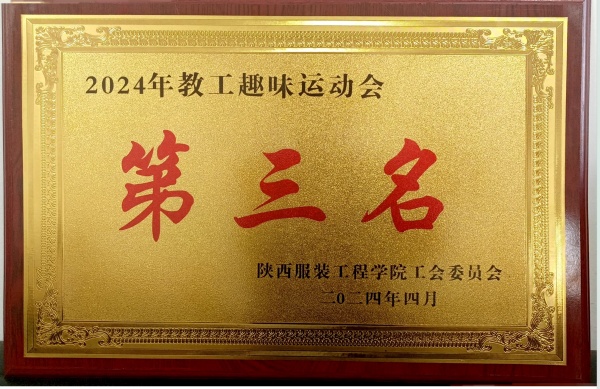 2024年教工趣味运动会
第三名
陕西服装工程学院工会委员会
二0二四年四月